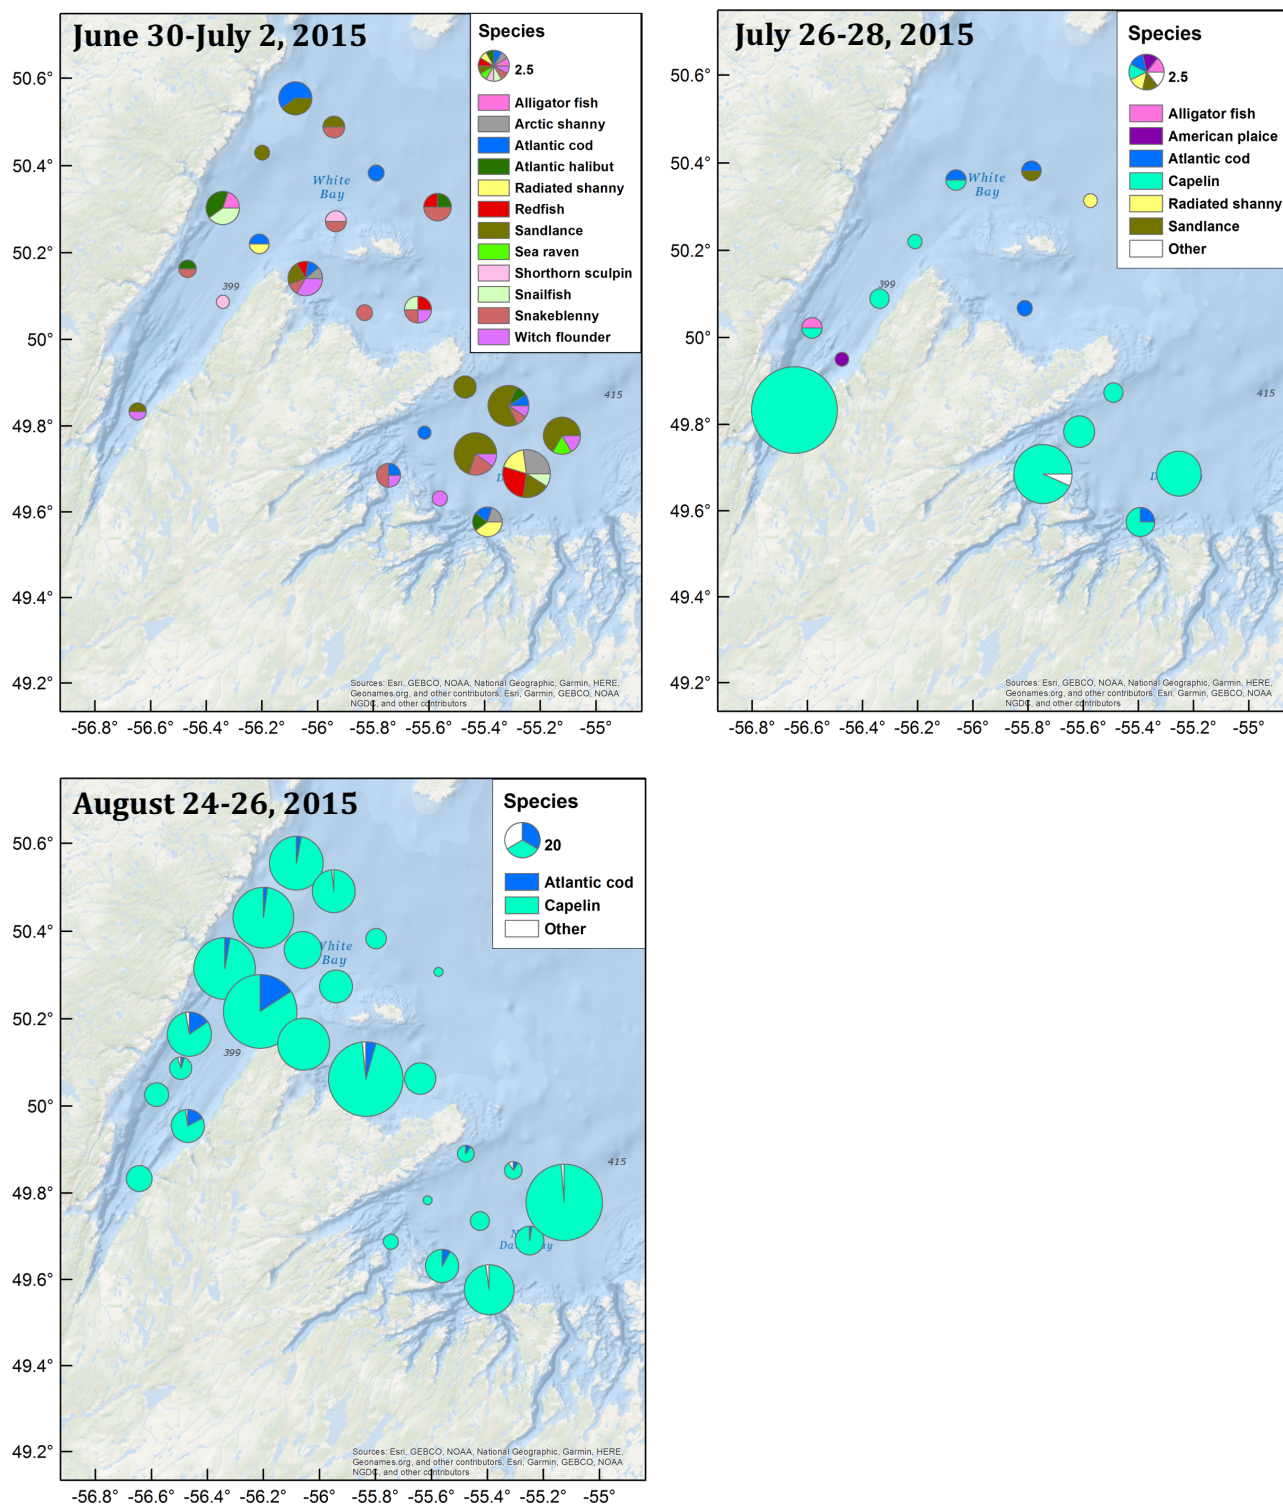 June 30-July 2, 2015
Species
2.5
Alligator fish
Arctic shanny
Atlantic cod
Atlantic halibut
Radiated shanny
Redfish
Sandlance
Sea raven
Shorthorn sculpin
Snailfish
Snakeblenny
Witch flounder
50.6°
50.4°
50.2°
50°
49.8°
49.6°
49.4°
49.2°
White
Bay
399
415
Sources: Esri, GEBCO, NOAA, National Geographic, Garmin, HERE,
Geonames.org, and other contributors, Esri, Garmin, GEBCO, NOAA
NGDC, and other contributors
-56.8° -56.6° -56.4° -56.2° -56° -55.8° -55.6° -55.4° -55.2° -55°
July 26-28, 2015
Species
2.5
Alligator fish
American plaice
Atlantic cod
Capelin
Radiated shanny
Sandlance
Other
50.6°
50.4°
50.2°
50°
49.8°
49.6°
49.4°
49.2°
White
Bay
399
415
Sources: Esri, GEBCO, NOAA, National Geographic, Garmin, HERE,
Geonames.org, and other contributors, Esri, Garmin, GEBCO, NOAA
NGDC, and other contributors
-56.8° -56.6° -56.4° -56.2° -56° -55.8° -55.6° -55.4° -55.2° -55°
August 24-26, 2015
Species
20
Atlantic cod
Capelin
Other
50.6°
50.4°
50.2°
50°
49.8°
49.6°
49.4°
49.2°
White
Bay
399
415
Sources: Esri, GEBCO, NOAA, National Geographic, Garmin, HERE,
Geonames.org, and other contributors, Esri, Garmin, GEBCO, NOAA
NGDC, and other contributors
-56.8° -56.6° -56.4° -56.2° -56° -55.8° -55.6° -55.4° -55.2° -55°